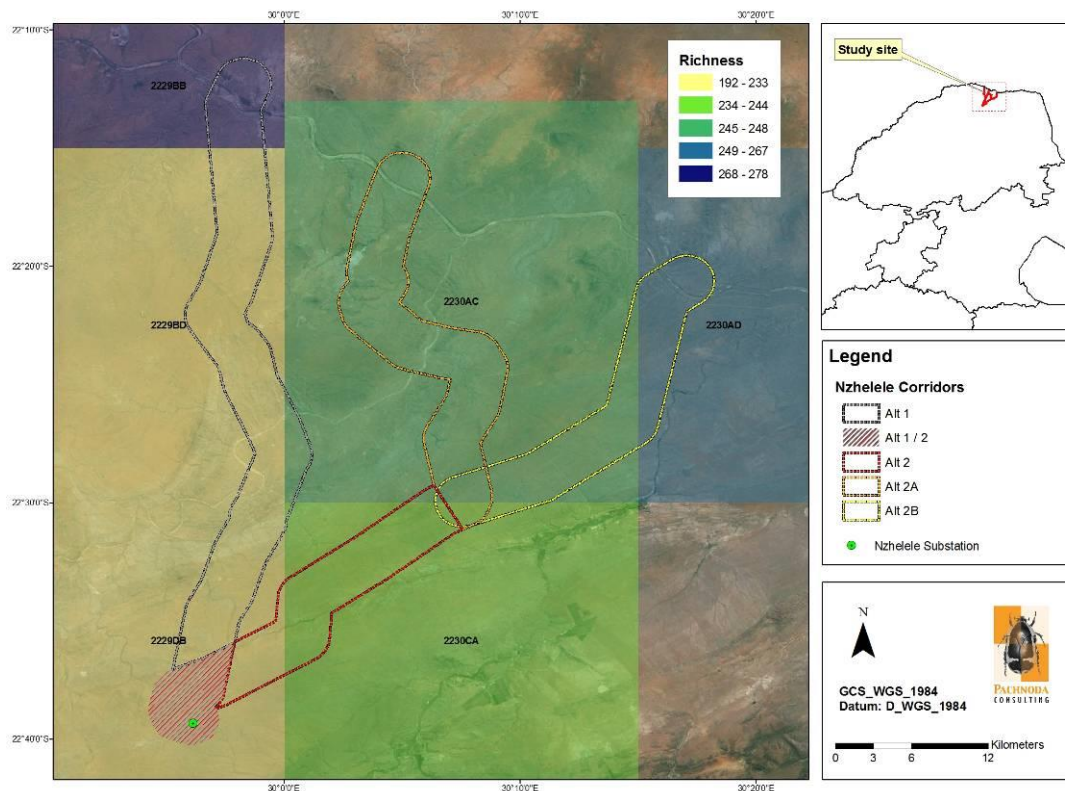 30°0'0"E 30°10'0"E 30°20'0"E
22°10'0"S
22°20'0"S
22°30'0"S
22°40'0"S
2229BB
2229BD
2230AC
2230AD
2229DB
2230CA
Richness
192 - 233
234 - 244
245 - 248
249 - 267
268 - 278
30°0'0"E 30°10'0"E 30°20'0"E
Study site
Legend
Nzhelele Corridors
Alt 1
Alt 1 / 2
Alt 2
Alt 2A
Alt 2B
Nzhelele Substation
N
PACHNODA
CONSULTING
GCS_WGS_1984
Datum: D_WGS_1984
Kilometers
0 3 6 12